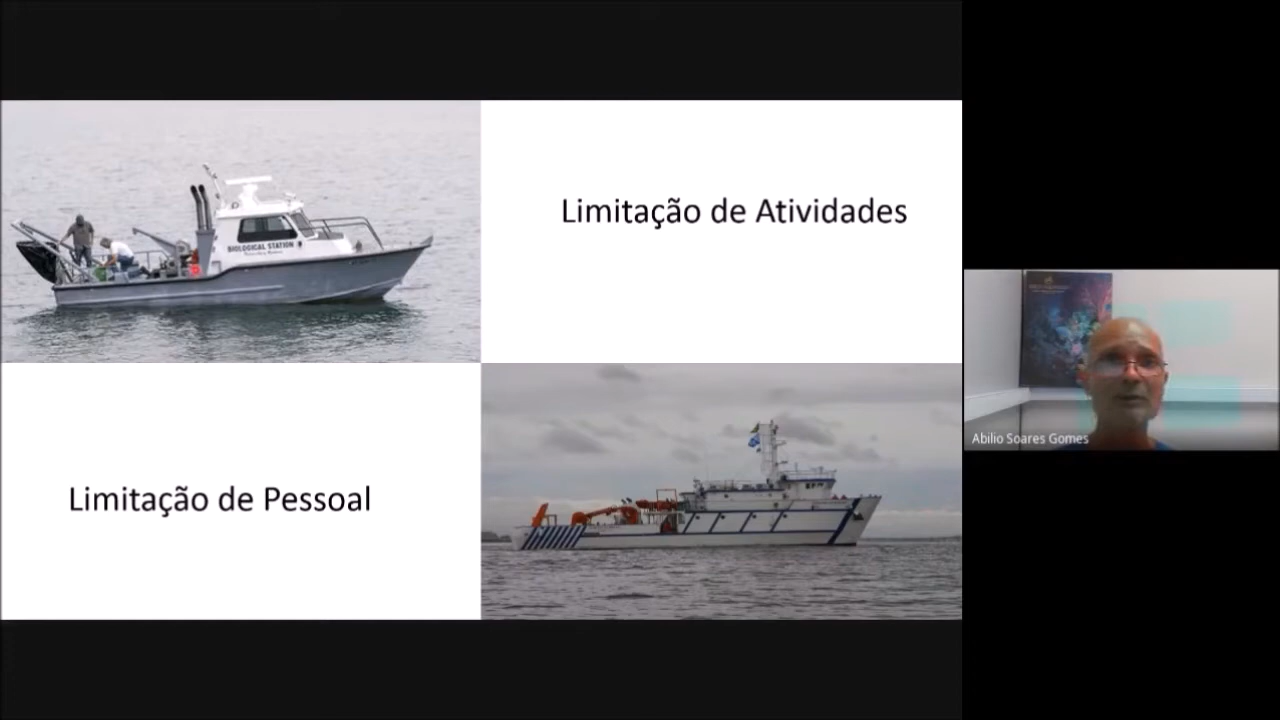 Limitação de Atividades
BIOLOGICAL STATION
Limitação de Pessoal
Abilio Soares Gomes